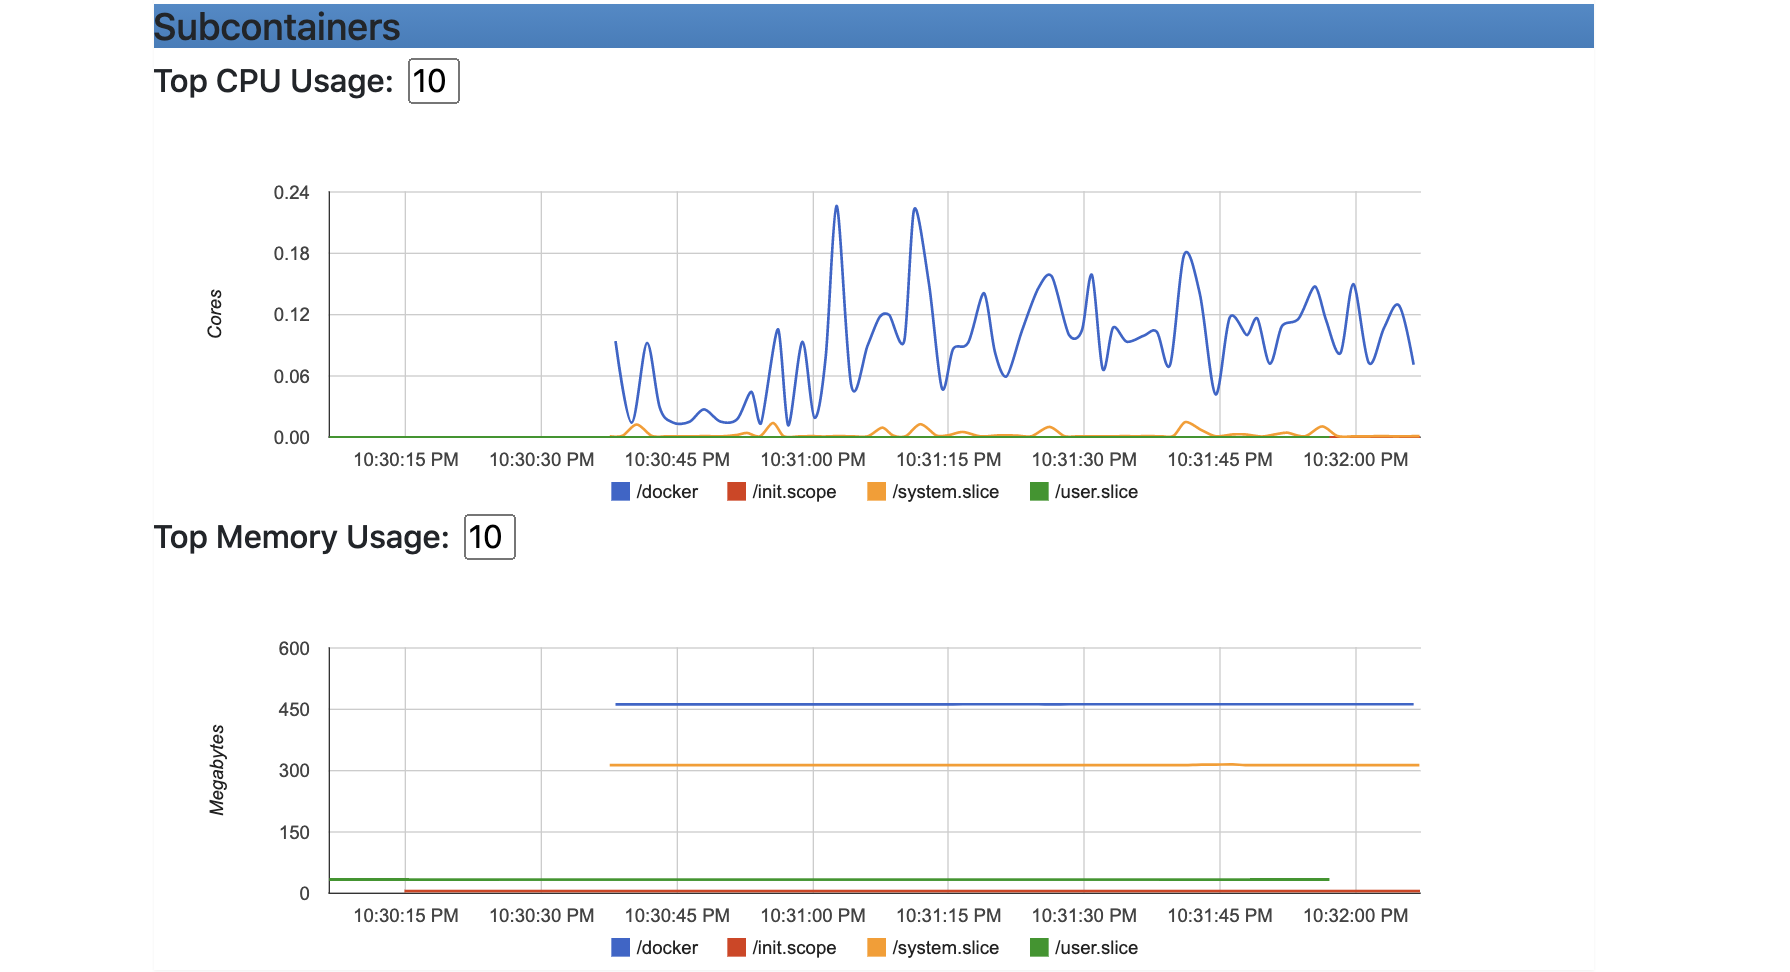 Subcontainers
Top CPU Usage: 10
0.24
0.18
0.12
0.06
0.00
Cores
10:30:15 PM 10:30:30 PM 10:30:45 PM 10:31:00 PM 10:31:15 PM 10:31:30 PM 10:31:45 PM 10:32:00 PM
/docker /init.scope /system.slice /user.slice
Top Memory Usage: 10
600
450
300
150
0
Megabytes
10:30:15 PM 10:30:30 PM 10:30:45 PM 10:31:00 PM 10:31:15 PM 10:31:30 PM 10:31:45 PM 10:32:00 PM
/docker /init.scope /system.slice /user.slice